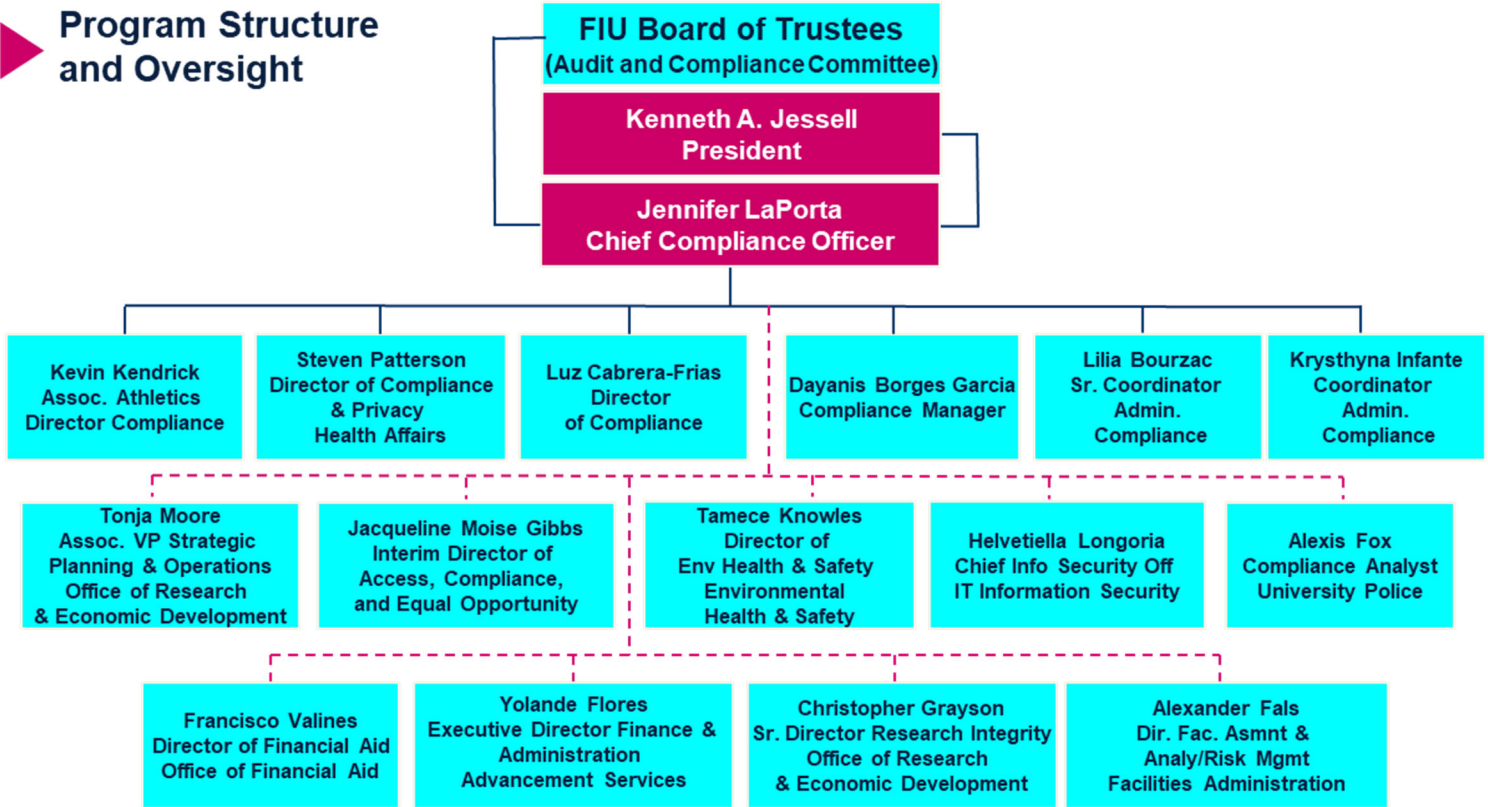 Program Structure
and Oversight
FIU Board of Trustees
(Audit and Compliance Committee)
Kenneth A. Jessell
President
Jennifer LaPorta
Chief Compliance Officer
Kevin Kendrick
Assoc. Athletics
Director Compliance
Steven Patterson
Director of Compliance
& Privacy
Health Affairs
Luz Cabrera-Frias
Director
of Compliance
Dayanis Borges Garcia
Compliance Manager
Lilia Bourzac
Sr. Coordinator
Admin.
Compliance
Krysthyna Infante
Coordinator
Admin.
Compliance
Tonja Moore
Assoc. VP Strategic
Planning & Operations
Office of Research
& Economic Development
Jacqueline Moise Gibbs
Interim Director of
Access, Compliance,
and Equal Opportunity
Tamece Knowles
Director of
Env Health & Safety
Environmental
Health & Safety
Helvetiella Longoria
Chief Info Security Off
IT Information Security
Alexis Fox
Compliance Analyst
University Police
Francisco Valines
Director of Financial Aid
Office of Financial Aid
Yolande Flores
Executive Director Finance &
Administration
Advancement Services
Christopher Grayson
Sr. Director Research Integrity
Office of Research
& Economic Development
Alexander Fals
Dir. Fac. Asmnt &
Analy/Risk Mgmt
Facilities Administration